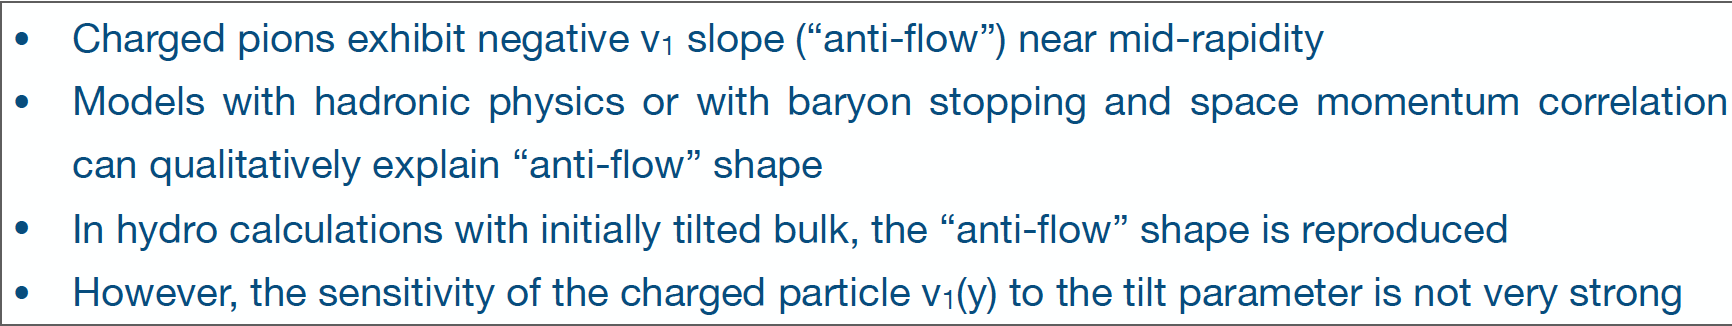 • Charged pions exhibit negative v₁ slope (“anti-flow”) near mid-rapidity
• Models with hadronic physics or with baryon stopping and space momentum correlation
can qualitatively explain “anti-flow” shape
• In hydro calculations with initially tilted bulk, the “anti-flow” shape is reproduced
• However, the sensitivity of the charged particle v₁(y) to the tilt parameter is not very strong